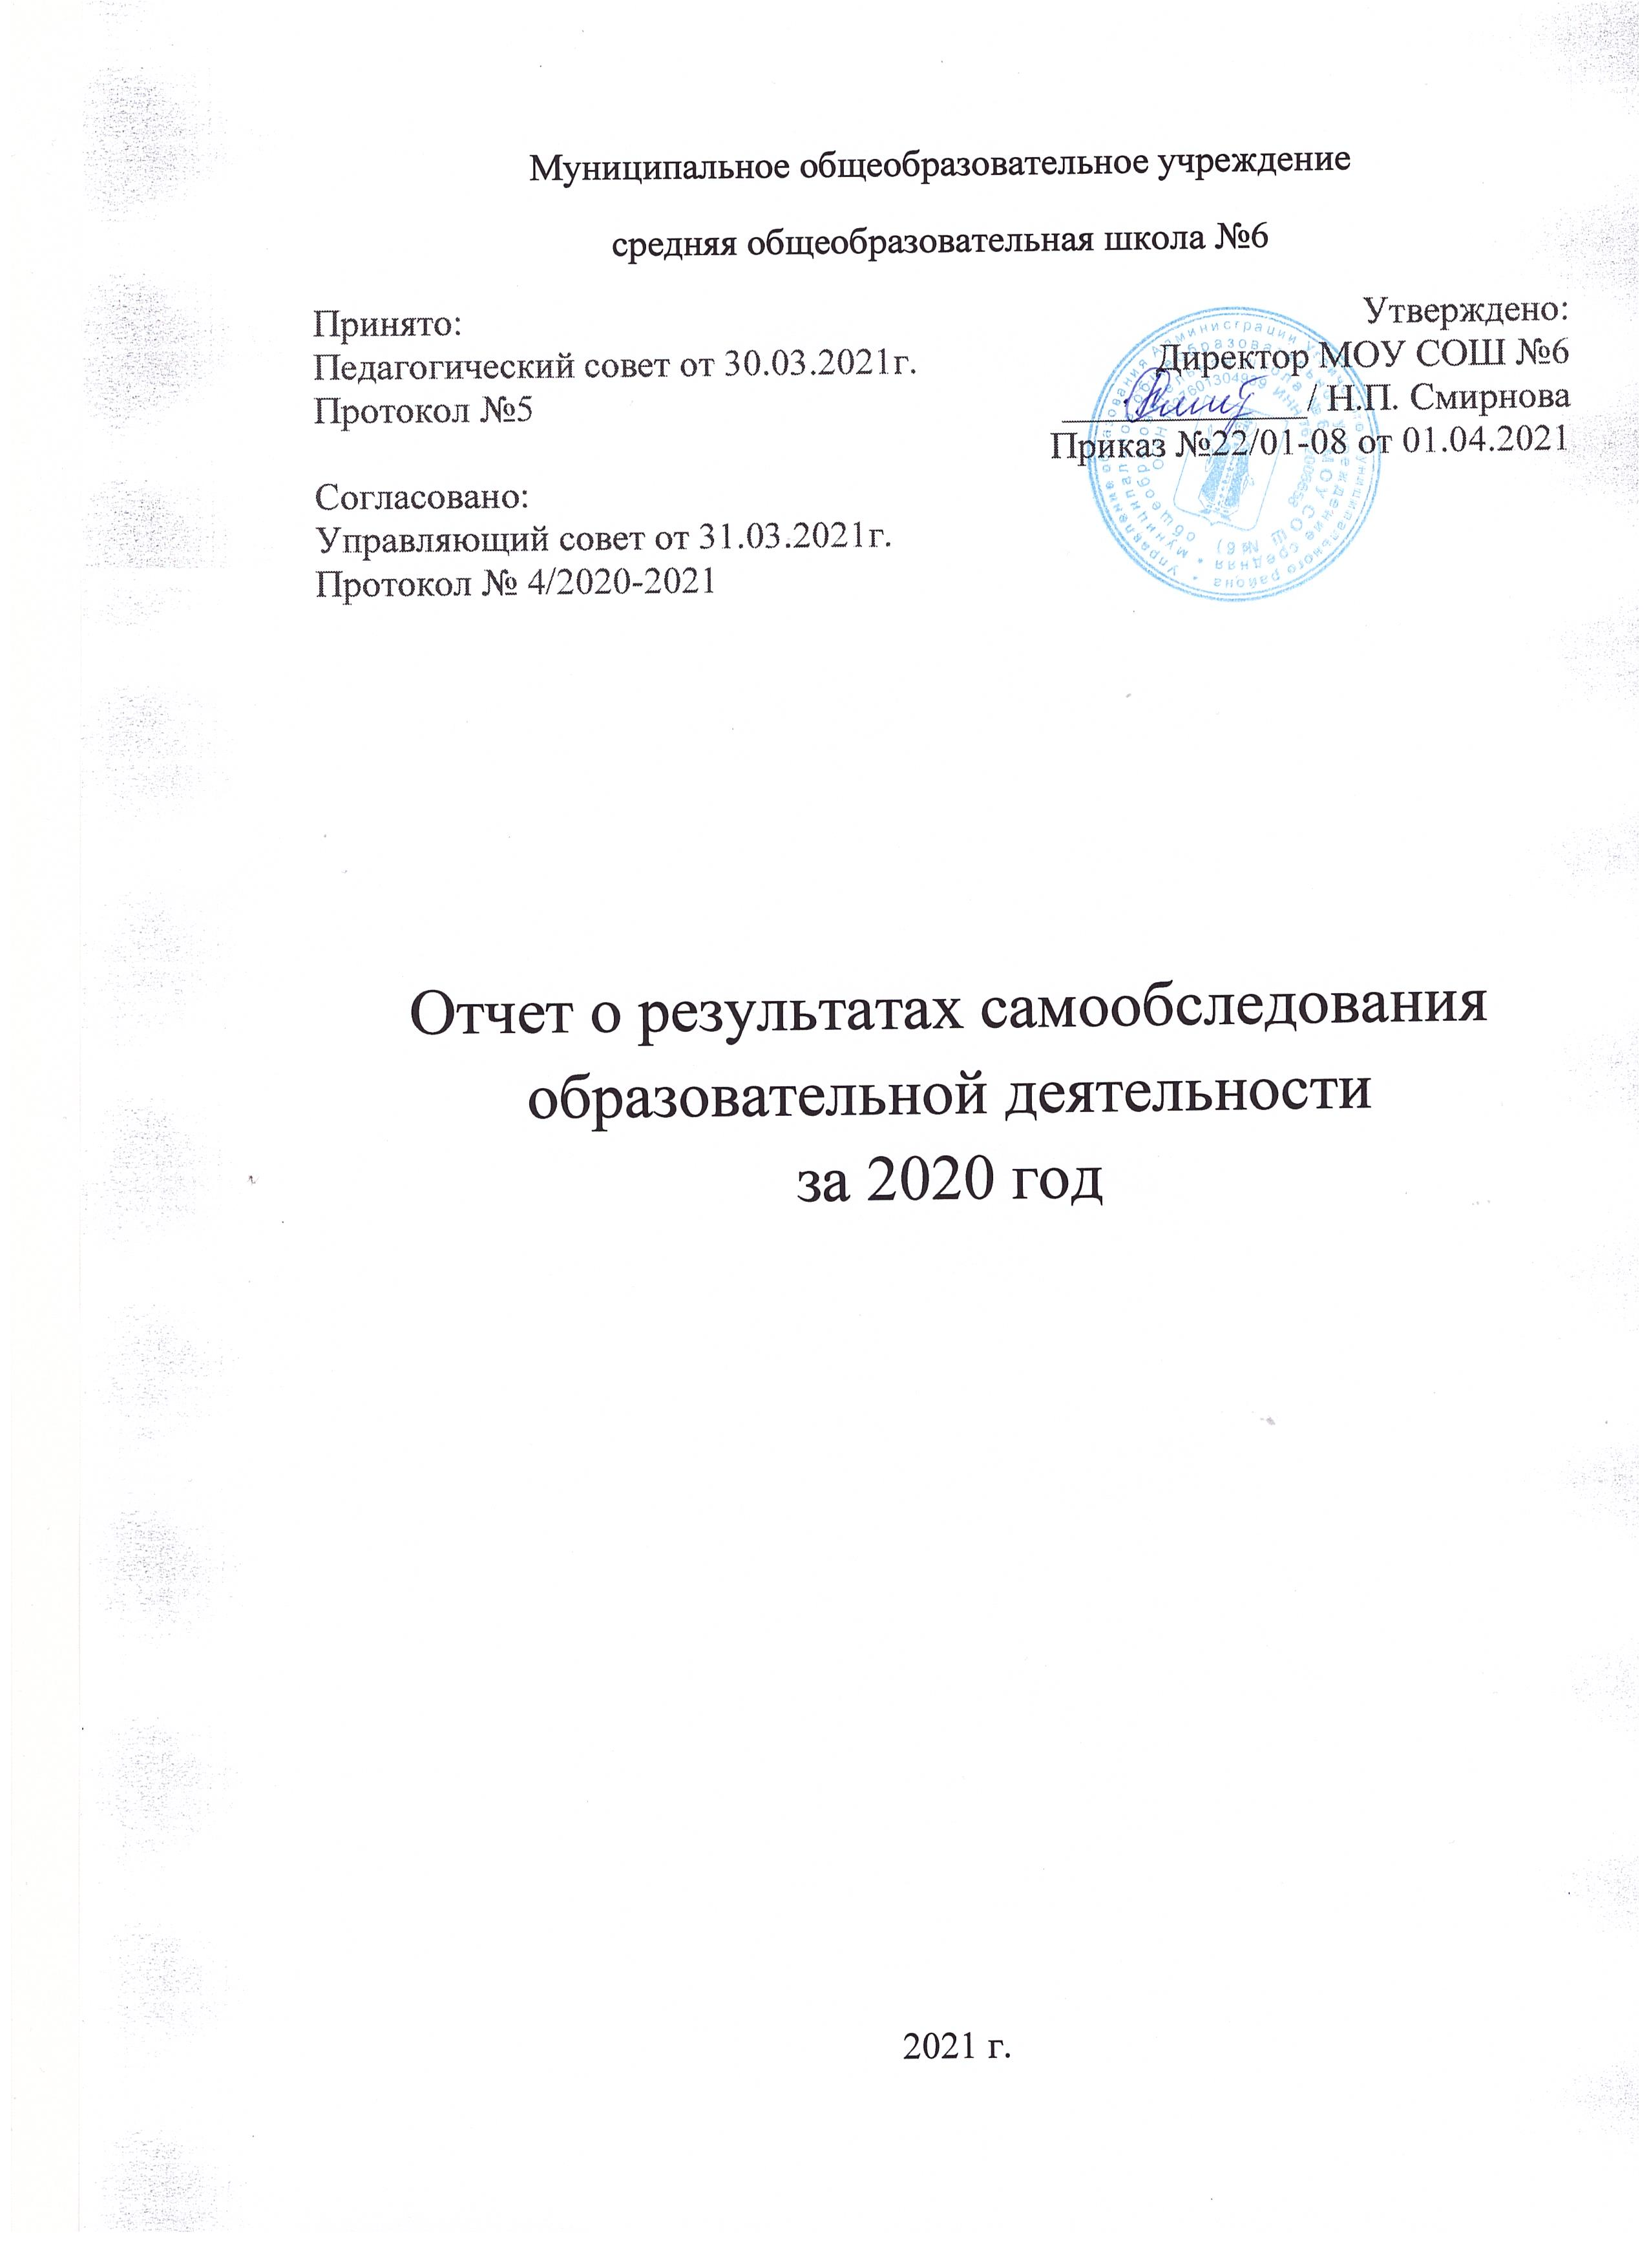 Муниципальное общеобразовательное учреждение
средняя общеобразовательная школа №6
Принято:
Педагогический совет от 30.03.2021г.
Протокол №5
Согласовано:
Управляющий совет от 31.03.2021г.
Протокол № 4/2020-2021
Утверждено:
Директор МОУ СОШ №6
/ Н.П. Смирнова
Приказ №22/01-08 от 01.04.2021
Отчет о результатах самообследования
образовательной деятельности
за 2020 год
2021 г.